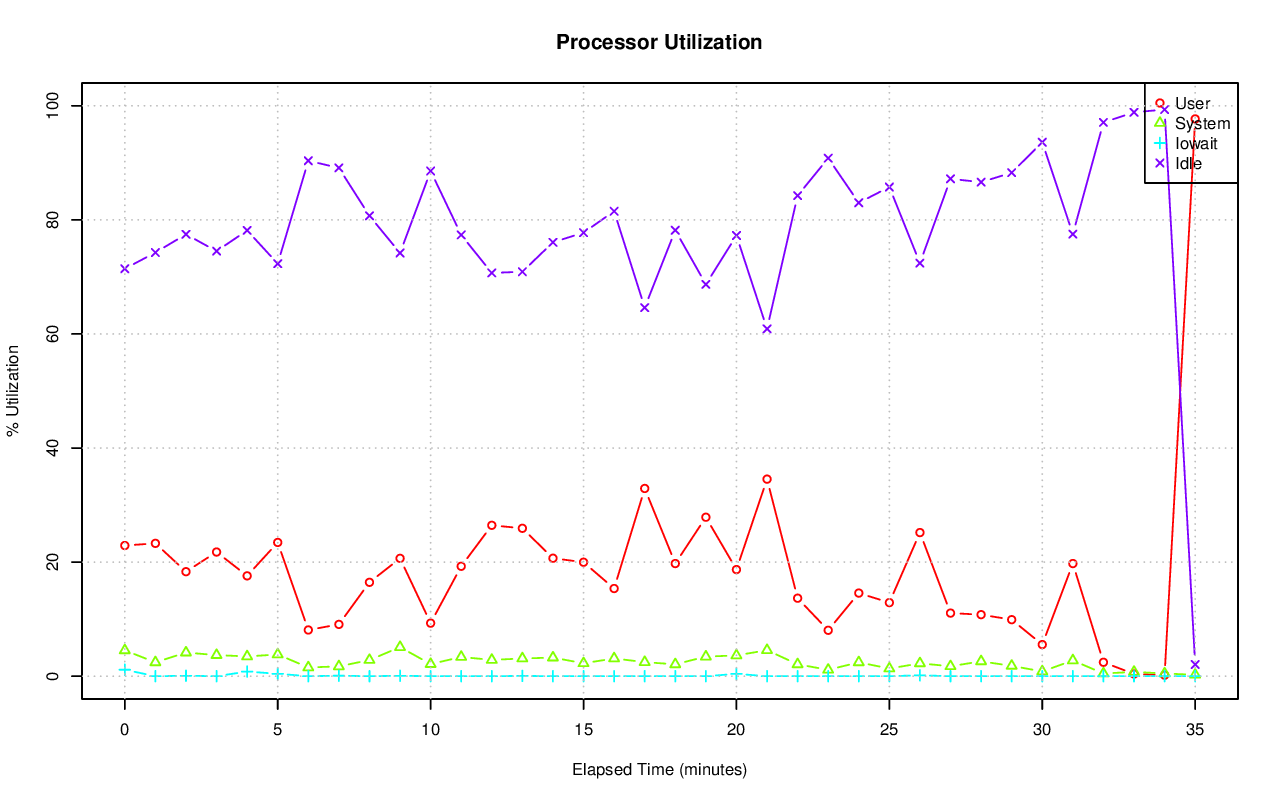 Processor Utilization
% Utilization
100
80
60
40
20
0
User
System
Iowait
Idle
0 5 10 15 20 25 30 35
Elapsed Time (minutes)